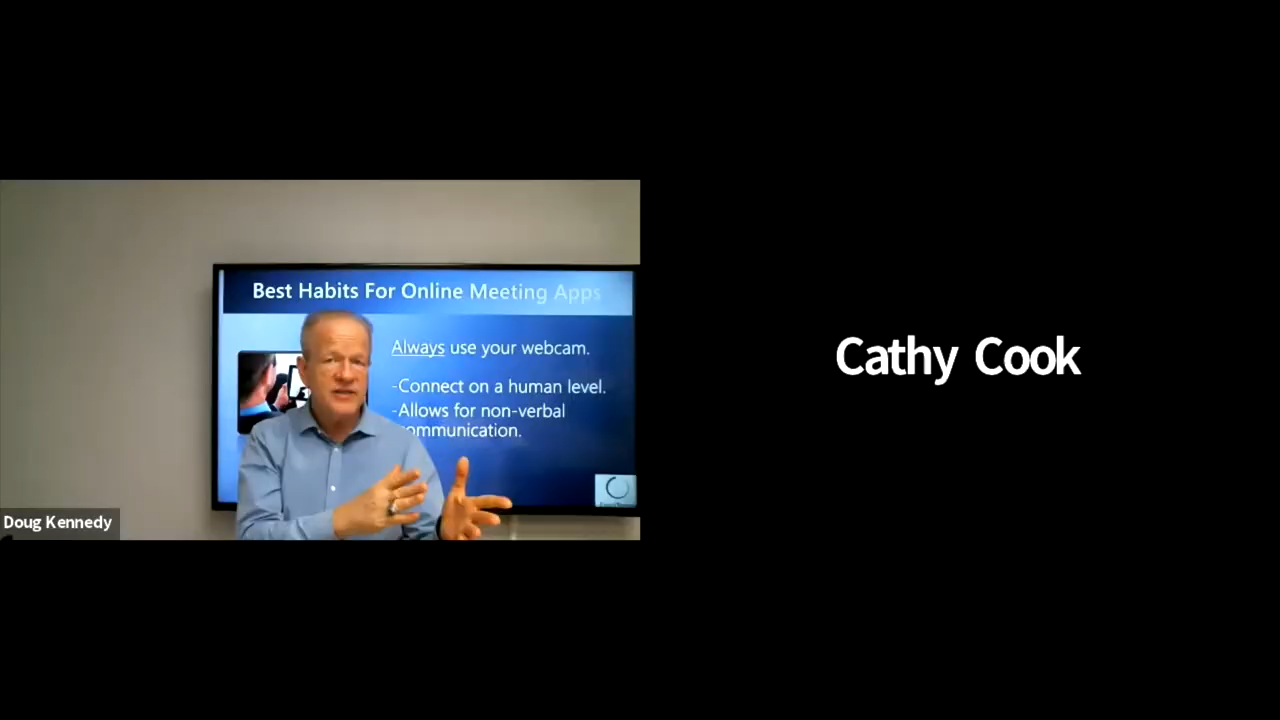 Best Habits For Online Meeting Apps
Always use your webcam.
-Connect on a human level.
-Allows for non-verbal
communication.
Doug Kennedy
Cathy Cook